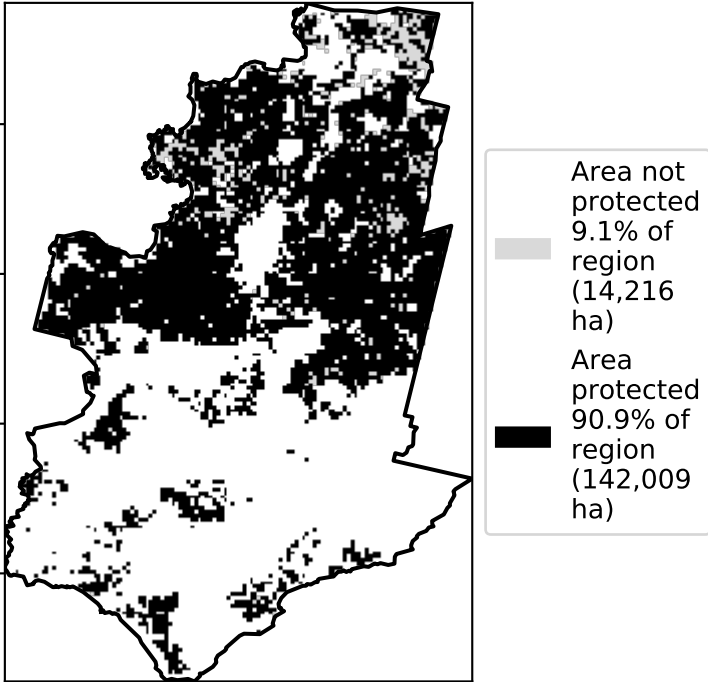 Area not
protected
9.1% of
region
(14,216
ha)
Area
protected
90.9% of
region
(142,009
ha)